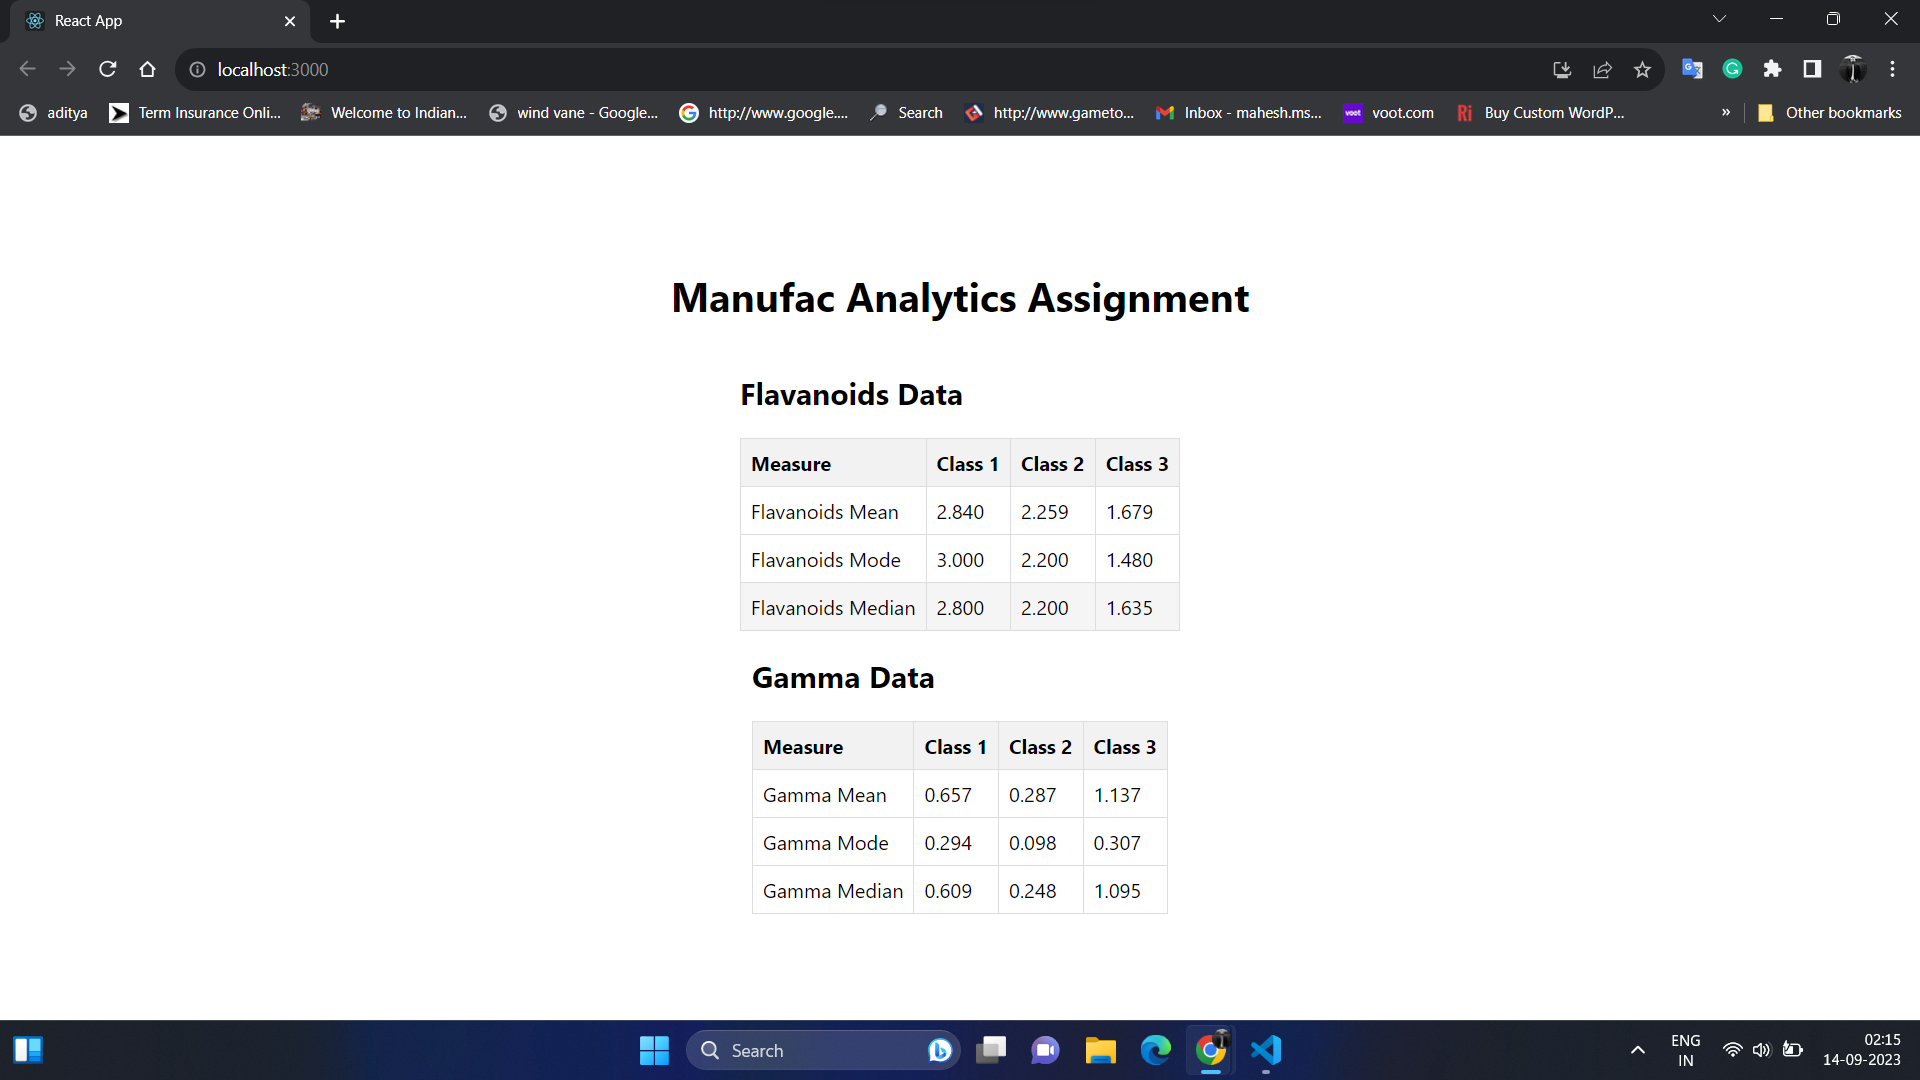 React App
localhost:3000
aditya Term Insurance Onli... Welcome to Indian... wind vane - Google... http://www.google.... Search http://www.gameto... Inbox - mahesh.ms... voot voot.com Ri Buy Custom WordP... » Other bookmarks
Manufac Analytics Assignment
Flavanoids Data
Measure Class 1 Class 2 Class 3
Flavanoids Mean 2.840 2.259 1.679
Flavanoids Mode 3.000 2.200 1.480
Flavanoids Median 2.800 2.200 1.635
Gamma Data
Measure Class 1 Class 2 Class 3
Gamma Mean 0.657 0.287 1.137
Gamma Mode 0.294 0.098 0.307
Gamma Median 0.609 0.248 1.095
Search
ENG
IN
02:15
14-09-2023